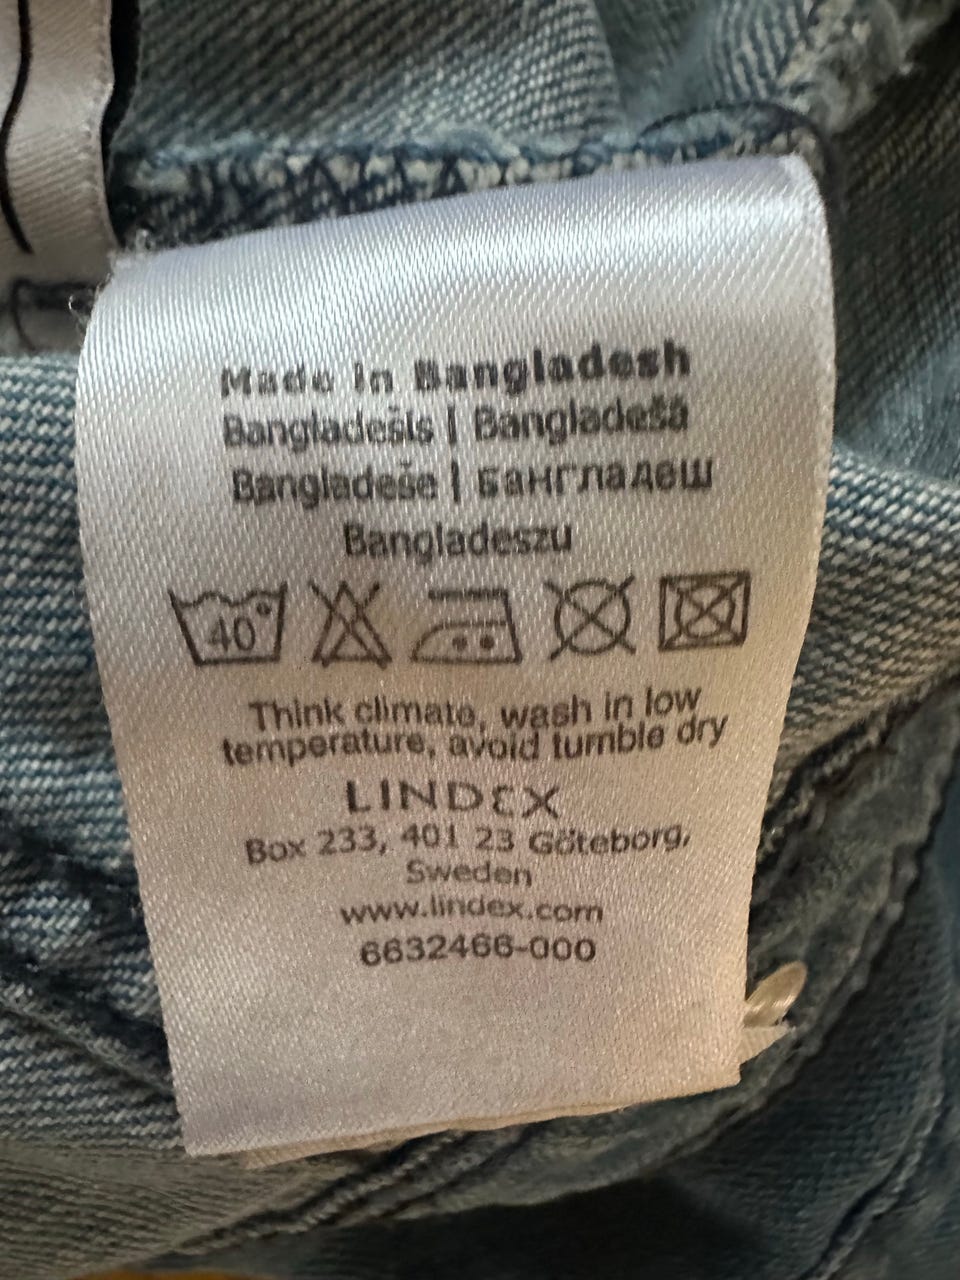 Made in Bangladesh
Bangladešis | Bangladešā
Bangladeše | Бангладеш
Bangladeszu
40°
Think climate, wash in low
temperature, avoid tumble dry
LINDEX
Box 233, 401 23 Göteborg,
Sweden
www.lindex.com
6632466-000